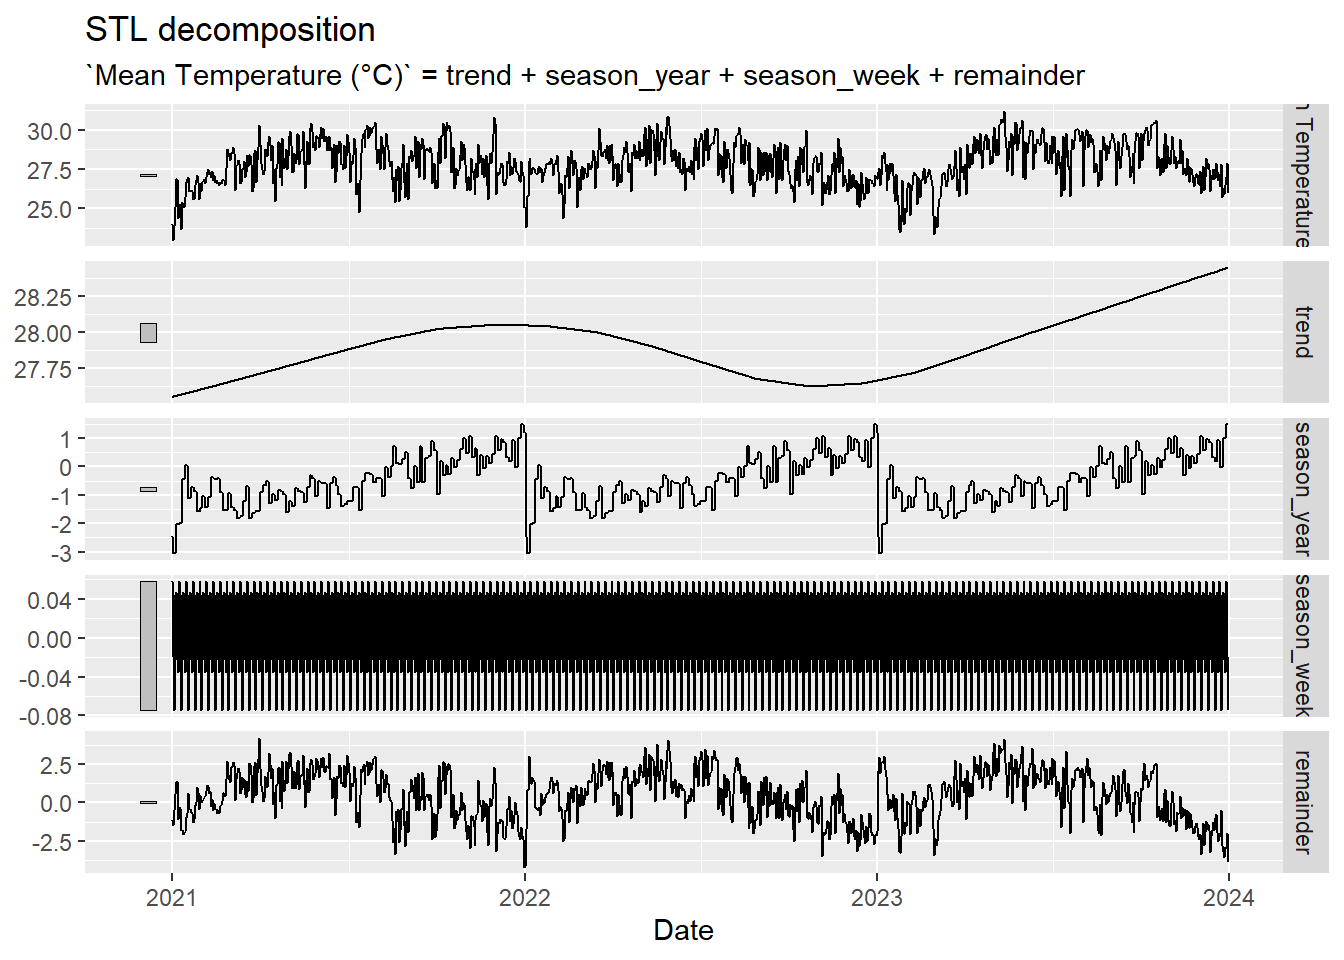 STL decomposition
`Mean Temperature (°C)` = trend + season_year + season_week + remainder
30.0
27.5
25.0
Temperature
28.25
28.00
27.75
trend
1
0
-1
-2
-3
season_year
0.04
0.00
-0.04
-0.08
season_week
2.5
0.0
-2.5
remainder
2021
2022
2023
2024
Date